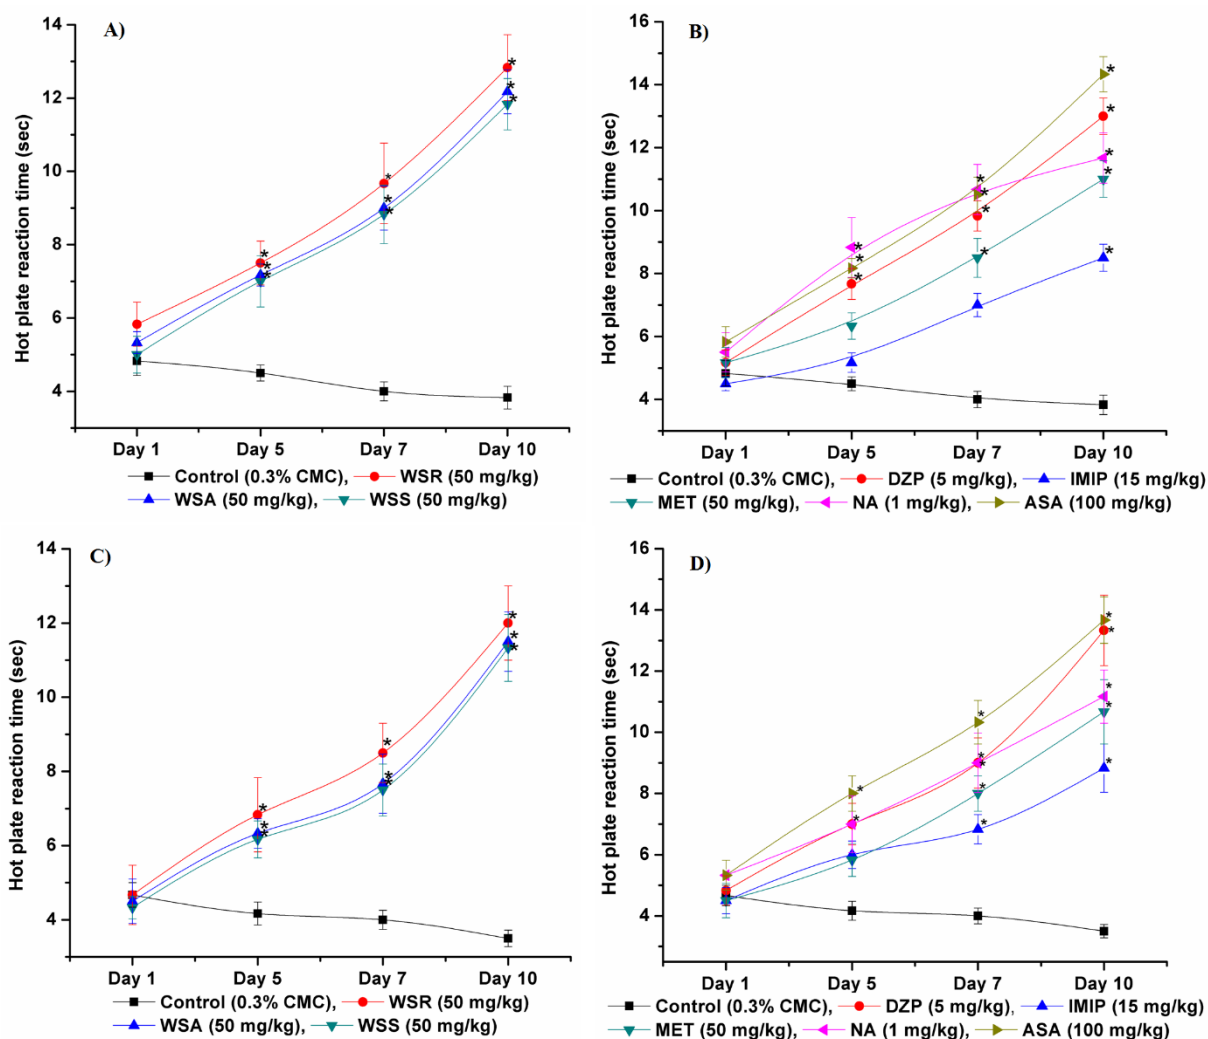 A)
Hot plate reaction time (sec)
14
12
10
8
6
4
Day 1 Day 5 Day 7 Day 10
Control (0.3% CMC), WSR (50 mg/kg)
WSA (50 mg/kg), WSS (50 mg/kg)
B)
Hot plate reaction time (sec)
16
14
12
10
8
6
4
Day 1 Day 5 Day 7 Day 10
Control (0.3% CMC), DZP (5 mg/kg), IMIP (15 mg/kg)
MET (50 mg/kg), NA (1 mg/kg), ASA (100 mg/kg)
C)
Hot plate reaction time (sec)
14
12
10
8
6
4
Day 1 Day 5 Day 7 Day 10
Control (0.3% CMC), WSR (50 mg/kg)
WSA (50 mg/kg), WSS (50 mg/kg)
D)
Hot plate reaction time (sec)
16
14
12
10
8
6
4
Day 1 Day 5 Day 7 Day 10
Control (0.3% CMC), DZP (5 mg/kg), IMIP (15 mg/kg)
MET (50 mg/kg), NA (1 mg/kg), ASA (100 mg/kg)